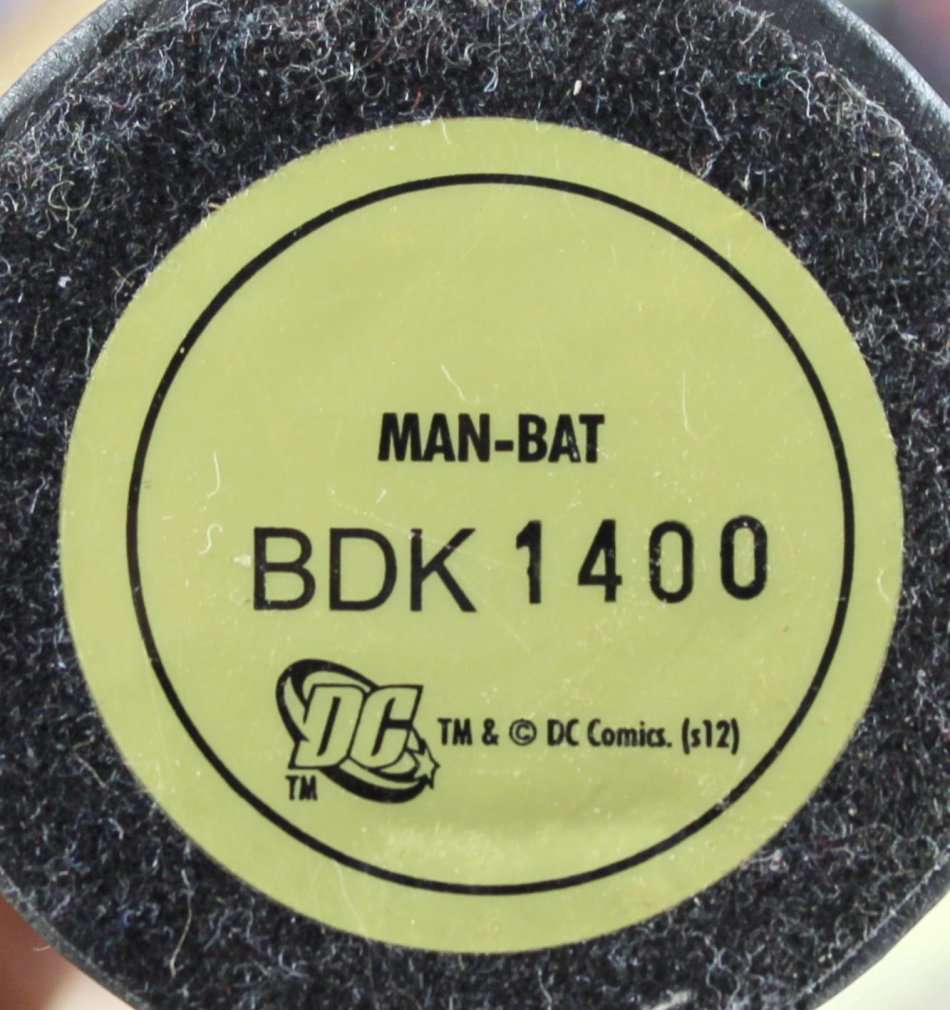 MAN-BAT
BDK 1400
DC TM & © DC Comics. (s12)
TM